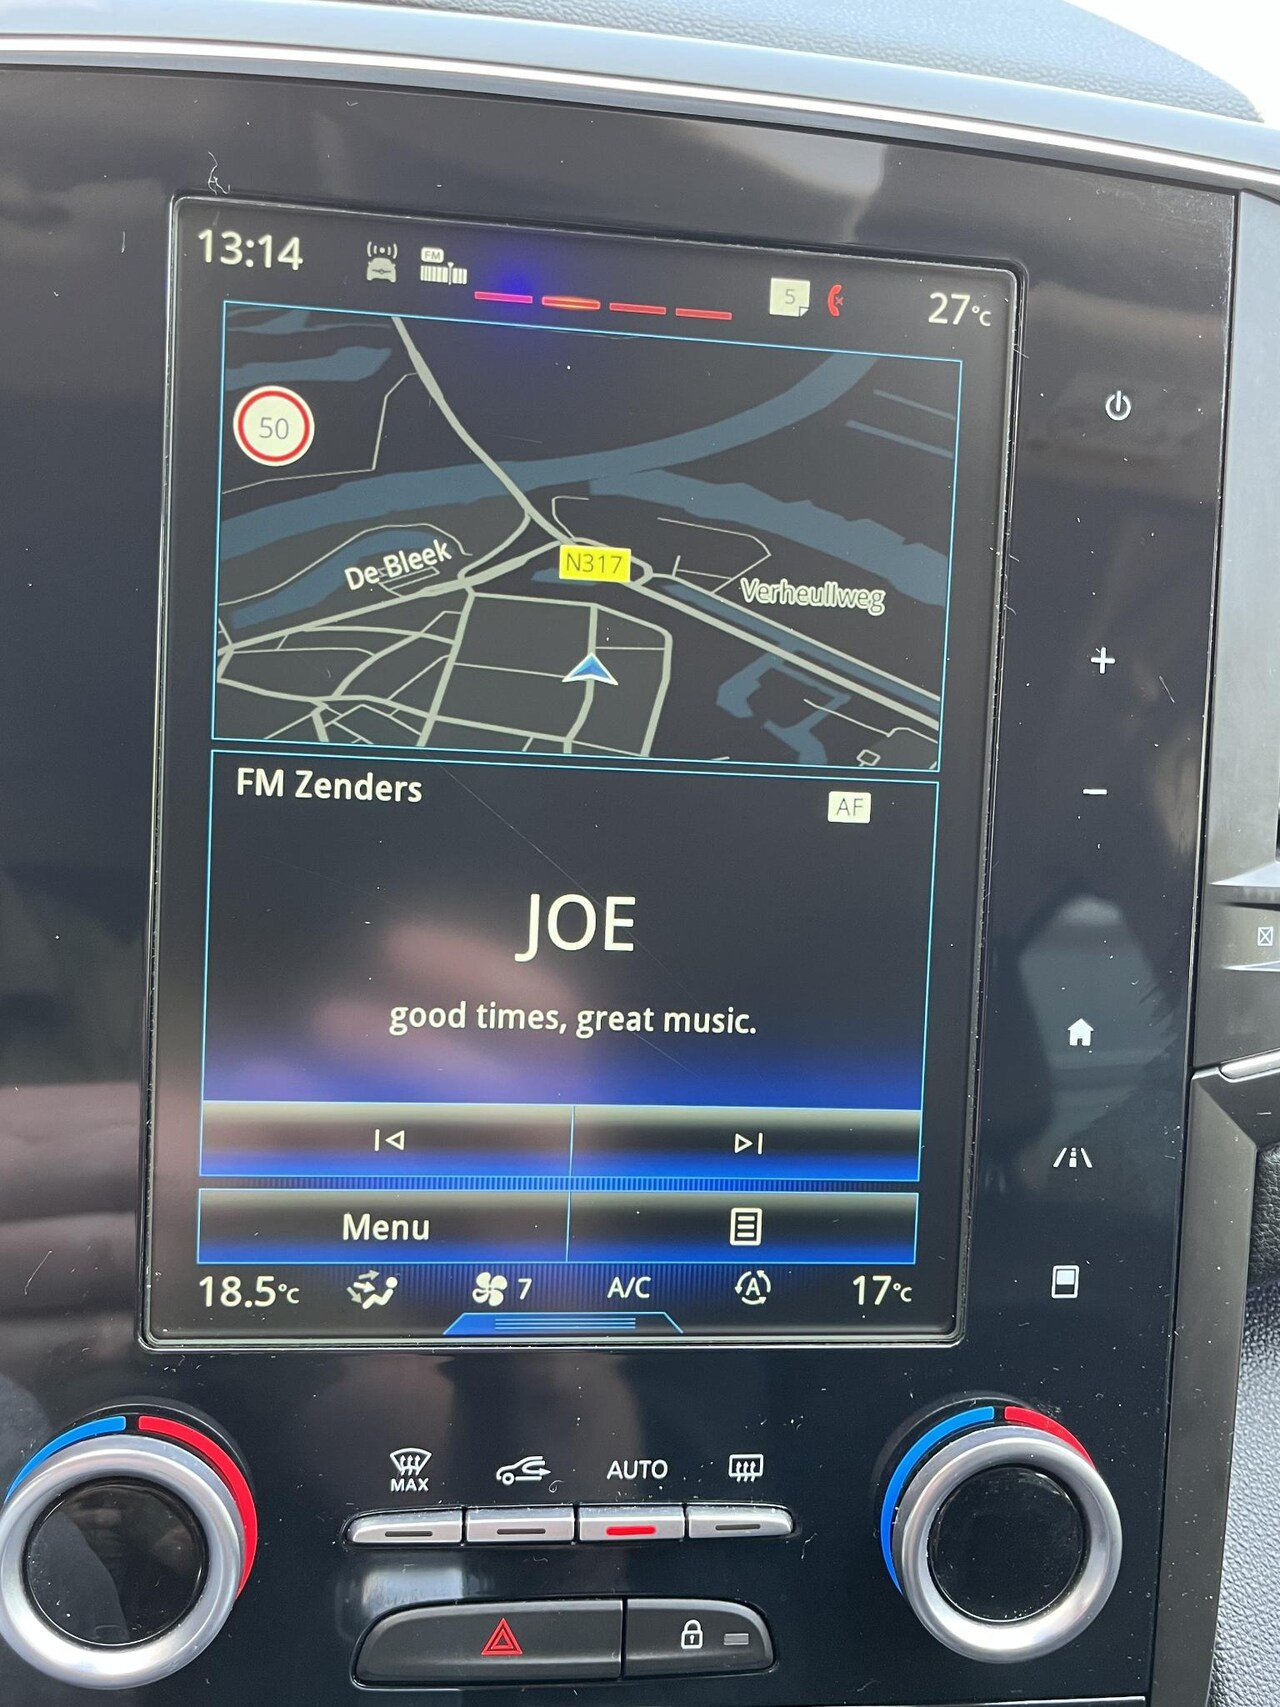 13:14
FM
5
27°C
50
De Bleek
N317
Verheullweg
FM Zenders
AF
JOE
good times, great music.
Menu
18.5°C
7
A/C
A
17°C
MAX
AUTO